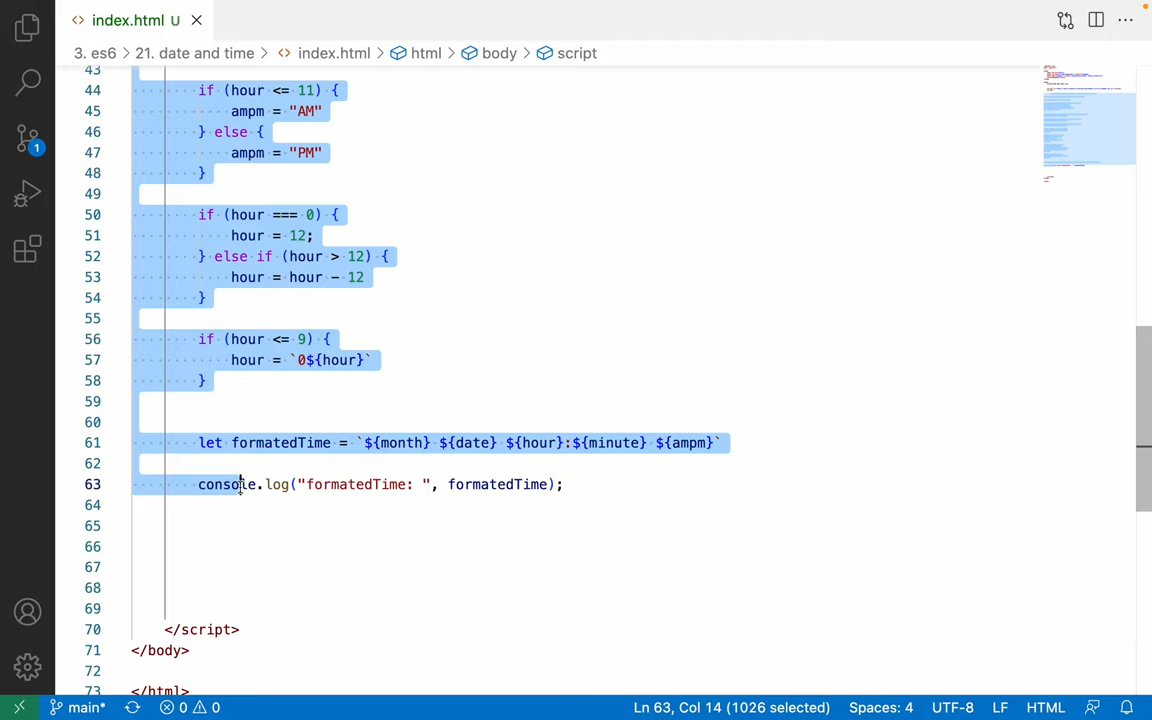 index.html U
3. es6 > 21. date and time > index.html > html > body > script
43
44 if (hour <= 11) {
45 ampm = "AM"
46 } else {
47 ampm = "PM"
48 }
49
50 if (hour === 0) {
51 hour = 12;
52 } else if (hour > 12) {
53 hour = hour - 12
54 }
55
56 if (hour <= 9) {
57 hour = `0${hour}`
58 }
59
60
61 let formatedTime = `${month} ${date} ${hour}:${minute} ${ampm}`
62
63 console.log("formatedTime: ", formatedTime);
64
65
66
67
68
69
70 </script>
71 </body>
72
73 </html>
1
main* 0 0 Ln 63, Col 14 (1026 selected) Spaces: 4 UTF-8 LF HTML